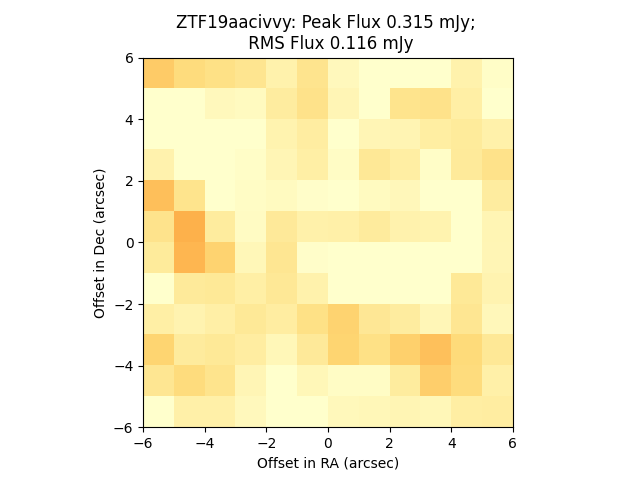 ZTF19aacivvy: Peak Flux 0.315 mJy;
RMS Flux 0.116 mJy
6
4
2
0
−2
−4
−6
Offset in Dec (arcsec)
−6 −4 −2 0 2 4 6
Offset in RA (arcsec)